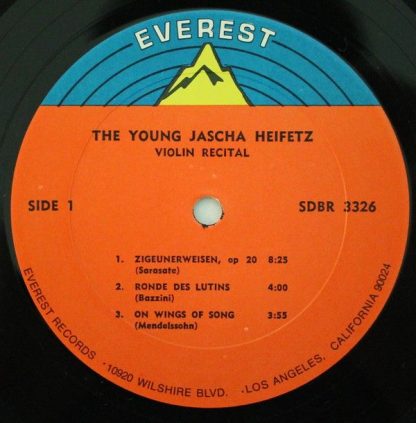 EVEREST
THE YOUNG JASCHA HEIFETZ
VIOLIN RECITAL
SIDE 1
SDBR 3326
1. ZIGEUNERWEISEN, op 20 8:25
(Sarasate)
2. RONDE DES LUTINS 4:00
(Bazzini)
3. ON WINGS OF SONG 3:55
(Mendelssohn)
EVEREST RECORDS · 10920 WILSHIRE BLVD. · LOS ANGELES, CALIFORNIA 90024